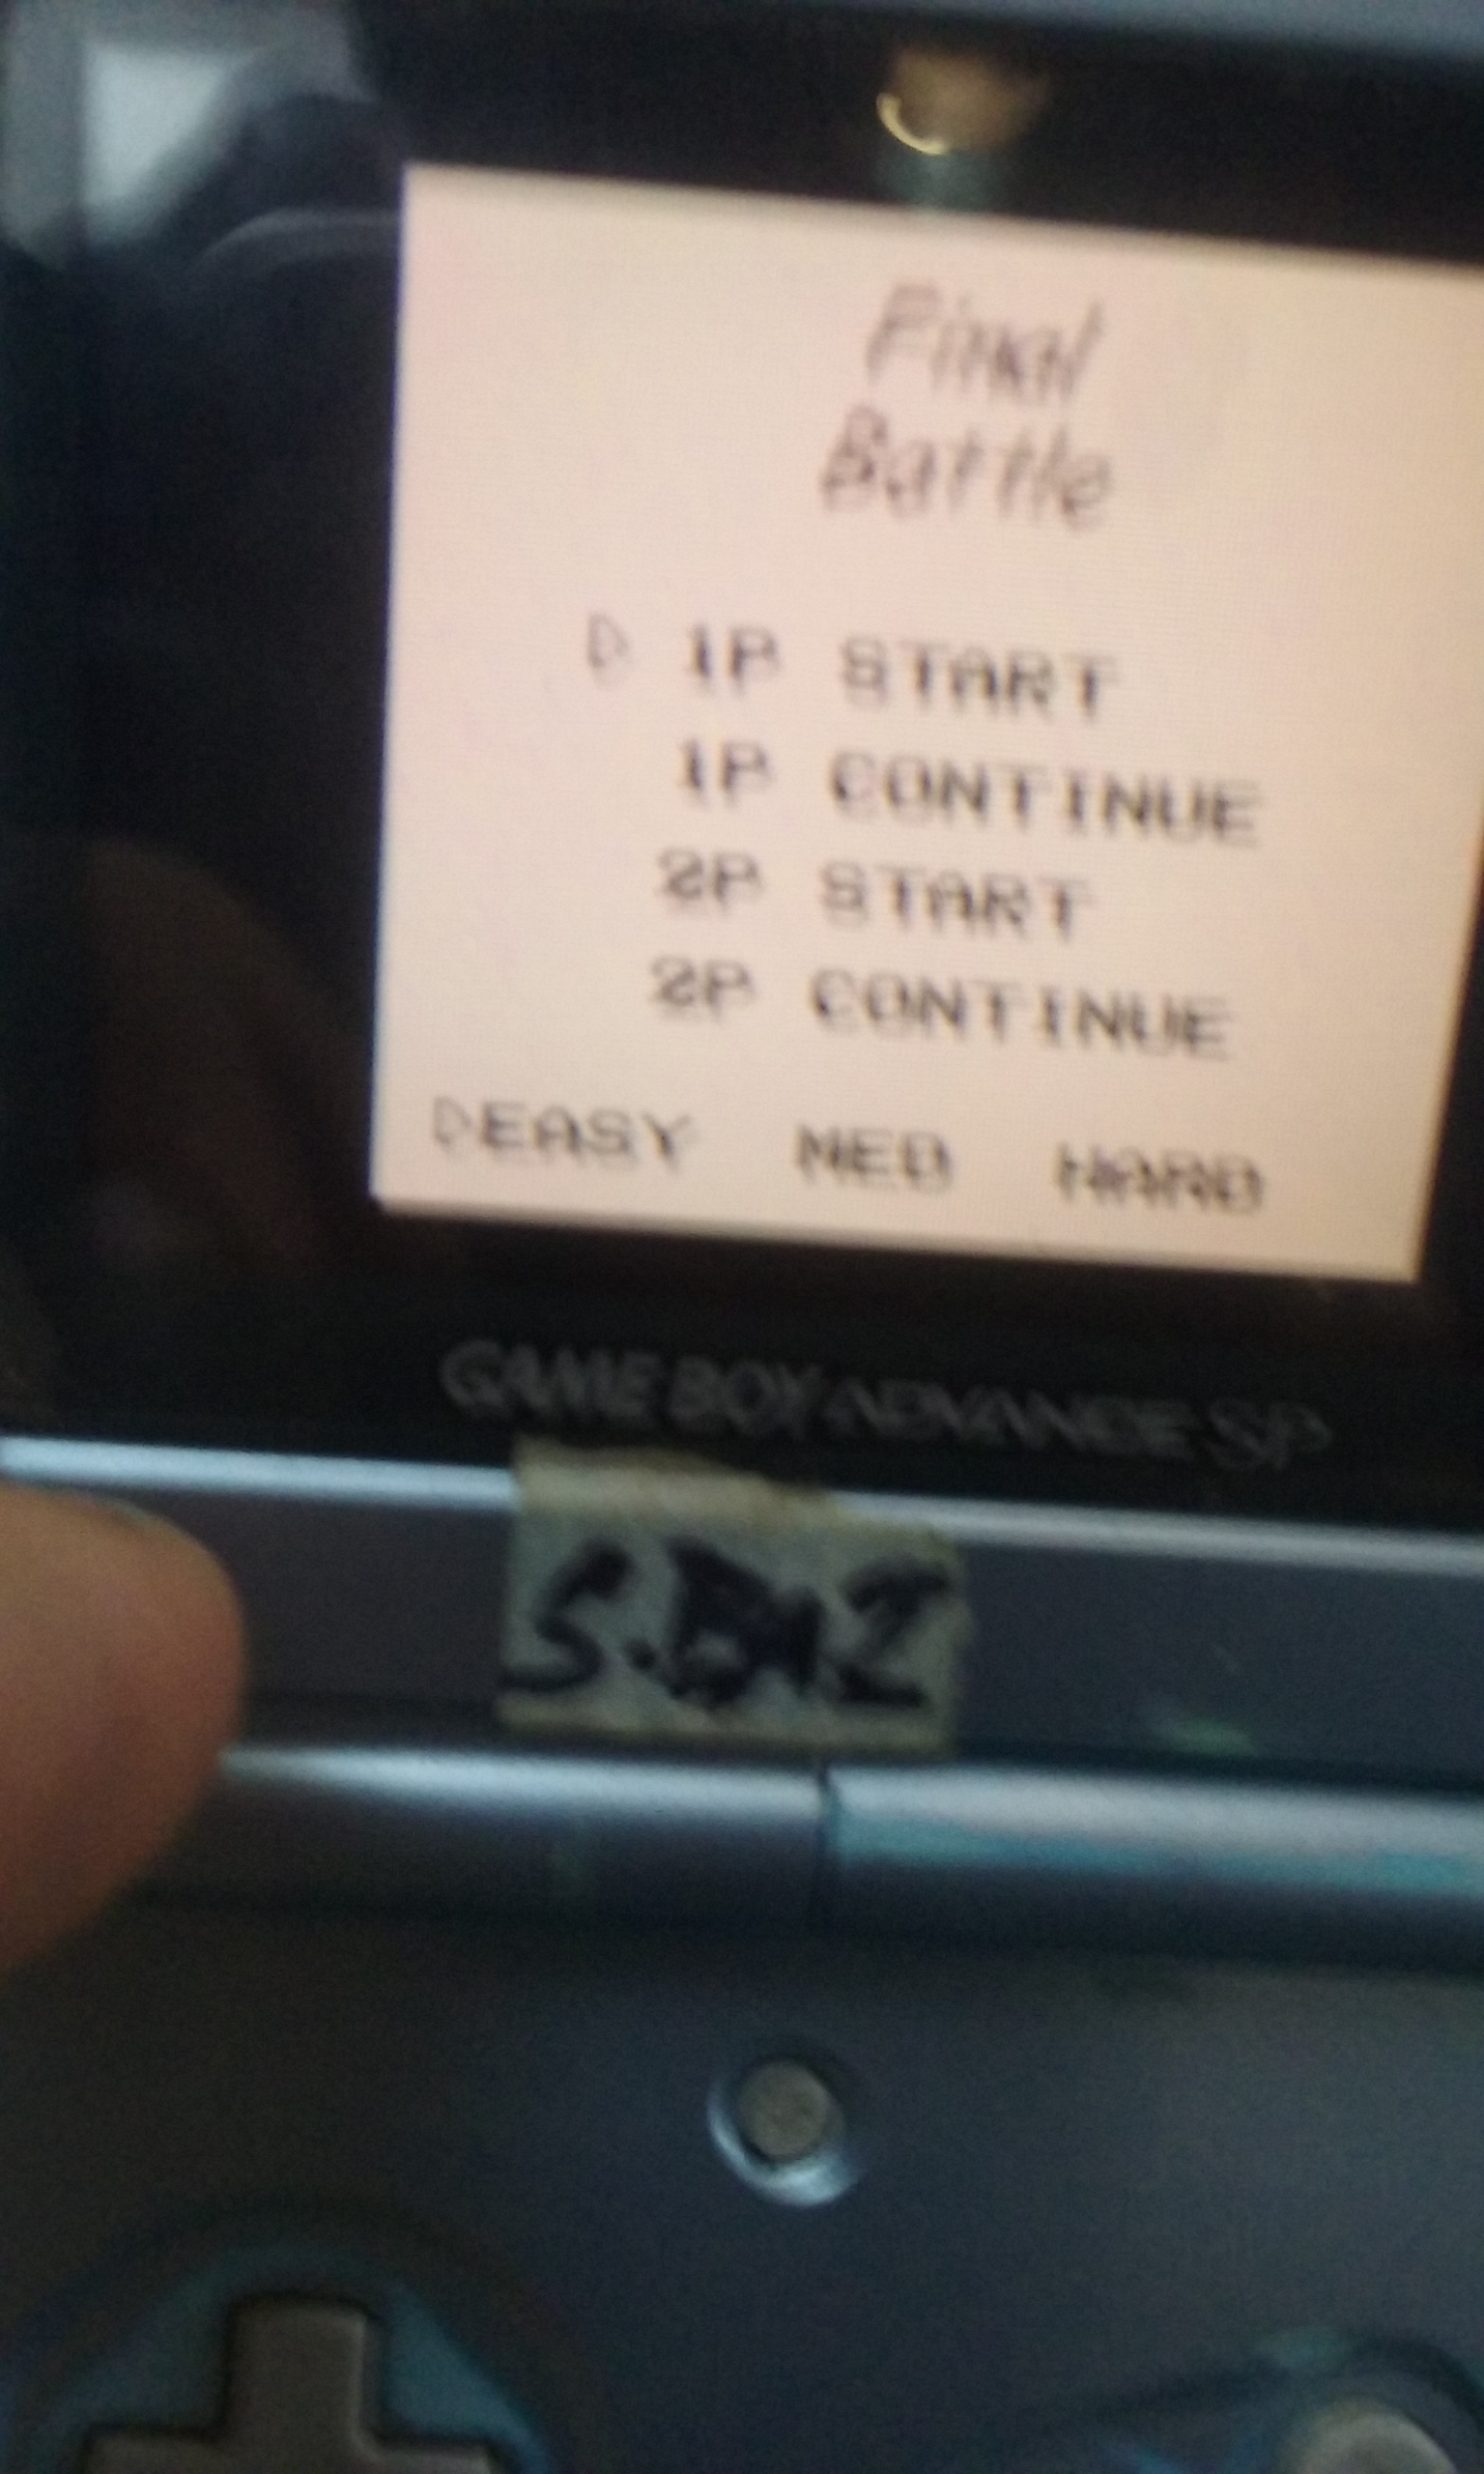 Final
Battle
1P START
1P CONTINUE
2P START
2P CONTINUE
EASY MED HARD
GAME BOY ADVANCE SP